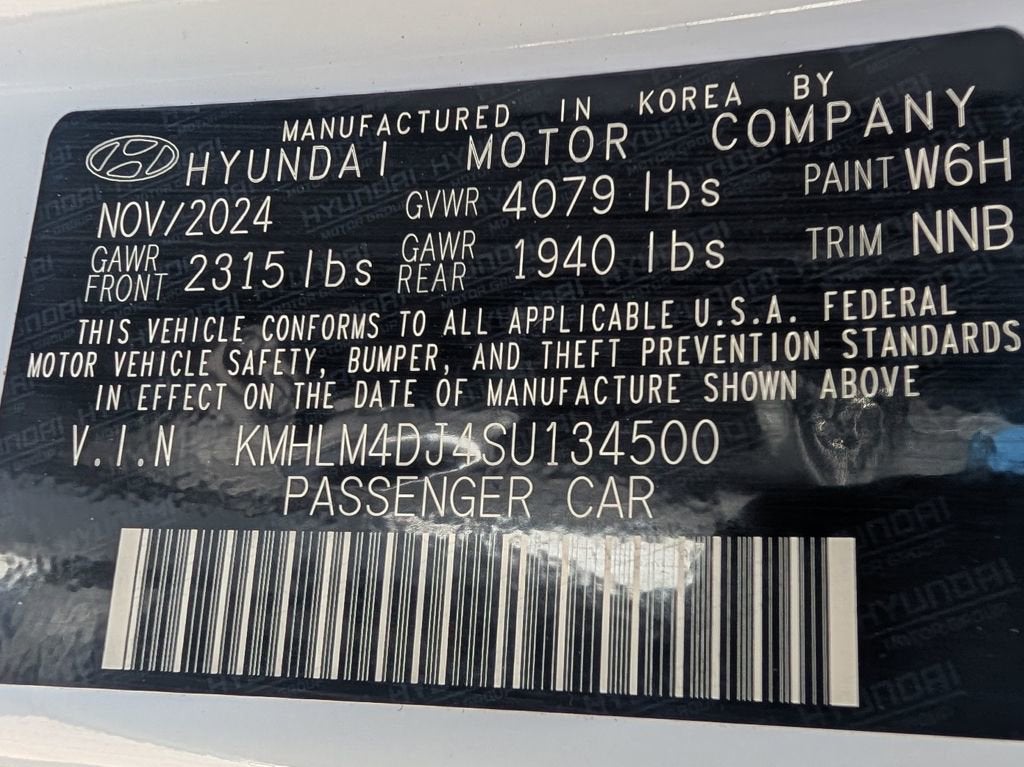 MANUFACTURED IN KOREA BY
HYUNDAI MOTOR COMPANY
NOV/2024 GVWR 4079 lbs PAINT W6H
GAWR FRONT 2315 lbs GAWR REAR 1940 lbs TRIM NNB
THIS VEHICLE CONFORMS TO ALL APPLICABLE U.S.A. FEDERAL
MOTOR VEHICLE SAFETY, BUMPER, AND THEFT PREVENTION STANDARDS
IN EFFECT ON THE DATE OF MANUFACTURE SHOWN ABOVE
V.I.N KMHLM4DJ4SU134500
PASSENGER CAR